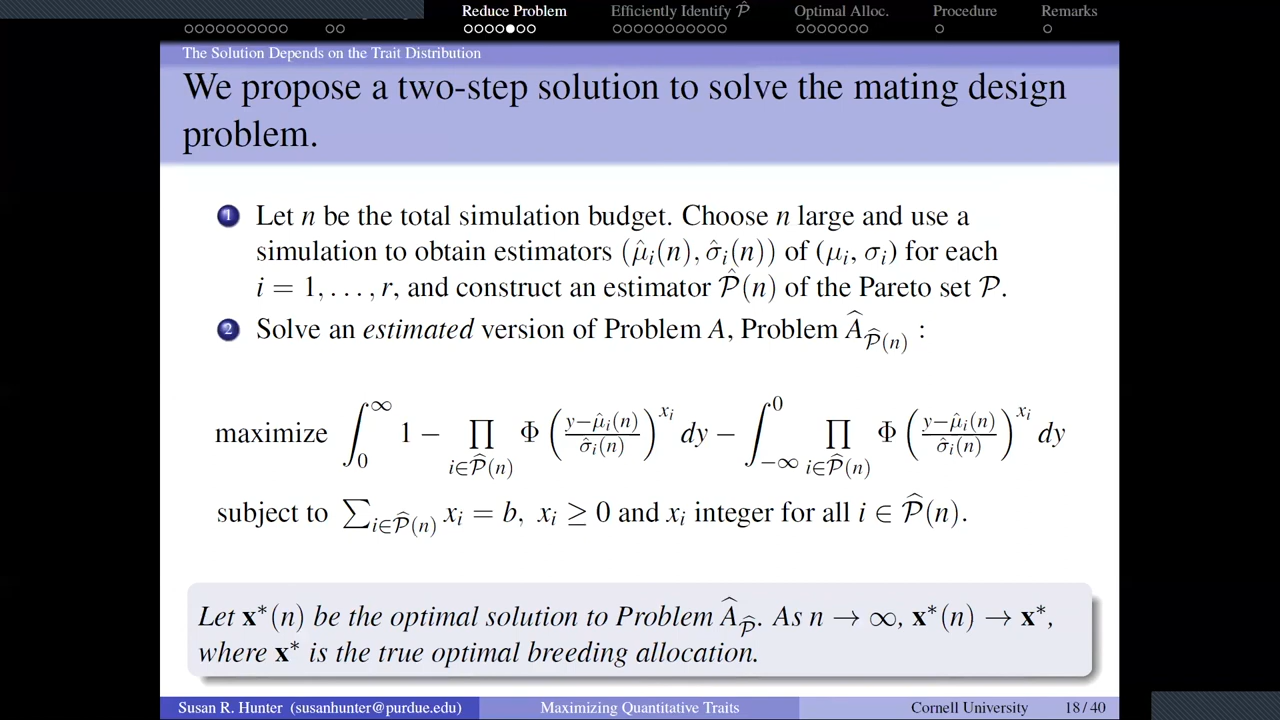 Reduce Problem Efficiently Identify 𝒫̂ Optimal Alloc. Procedure Remarks
The Solution Depends on the Trait Distribution
We propose a two-step solution to solve the mating design
problem.
1 Let n be the total simulation budget. Choose n large and use a
simulation to obtain estimators (μ̂ᵢ(n), σ̂ᵢ(n)) of (μᵢ, σᵢ) for each
i = 1, . . . , r, and construct an estimator 𝒫̂(n) of the Pareto set 𝒫.
2 Solve an estimated version of Problem A, Problem Â_{𝒫̂(n)} :
maximize ∫_0^∞ 1 − ∏_{i∈𝒫̂(n)} Φ((y−μ̂ᵢ(n))/σ̂ᵢ(n))^{xᵢ} dy − ∫_{−∞}^0 ∏_{i∈𝒫̂(n)} Φ((y−μ̂ᵢ(n))/σ̂ᵢ(n))^{xᵢ} dy
subject to ∑_{i∈𝒫̂(n)} xᵢ = b, xᵢ ≥ 0 and xᵢ integer for all i ∈ 𝒫̂(n).
Let x*(n) be the optimal solution to Problem Â_𝒫̂. As n → ∞, x*(n) → x*,
where x* is the true optimal breeding allocation.
Susan R. Hunter (susanhunter@purdue.edu) Maximizing Quantitative Traits Cornell University 18 / 40